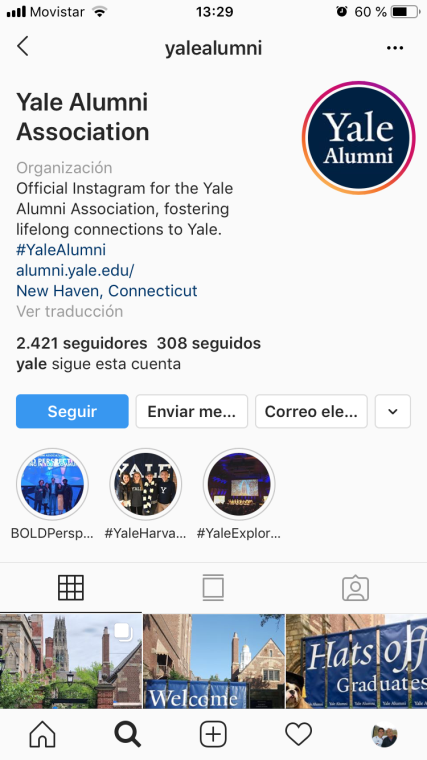 Movistar 13:29 60 %
yalealumni
Yale Alumni
Association
Yale
Alumni
Organización
Official Instagram for the Yale
Alumni Association, fostering
lifelong connections to Yale.
#YaleAlumni
alumni.yale.edu/
New Haven, Connecticut
Ver traducción
2.421 seguidores 308 seguidos
yale sigue esta cuenta
Seguir Enviar me... Correo ele...
YALE
Y
BOLDPersp... #YaleHarva... #YaleExplor...
Welcome
Hats off
Graduates